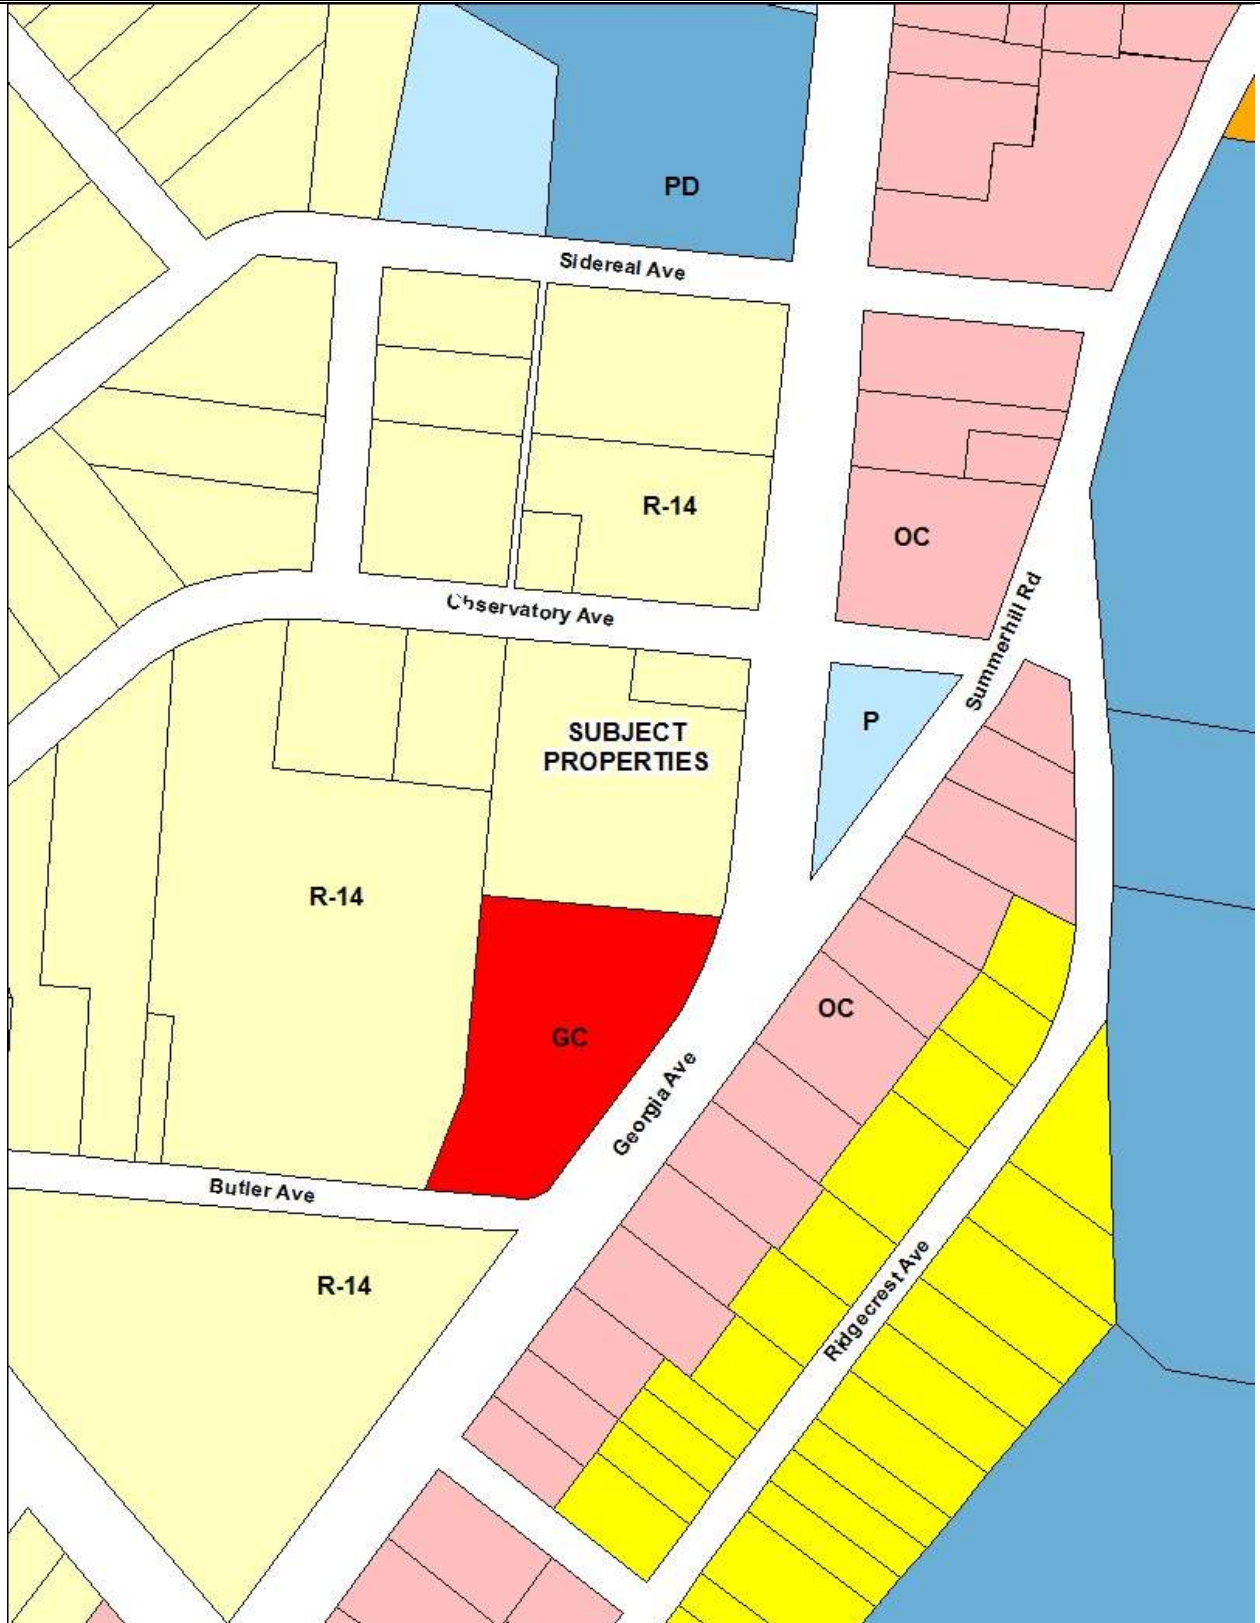 PD
Sidereal Ave
R-14
OC
Observatory Ave
Summerhill Rd
SUBJECT
PROPERTIES
P
R-14
OC
GC
Georgia Ave
Butler Ave
Ridgecrest Ave
R-14